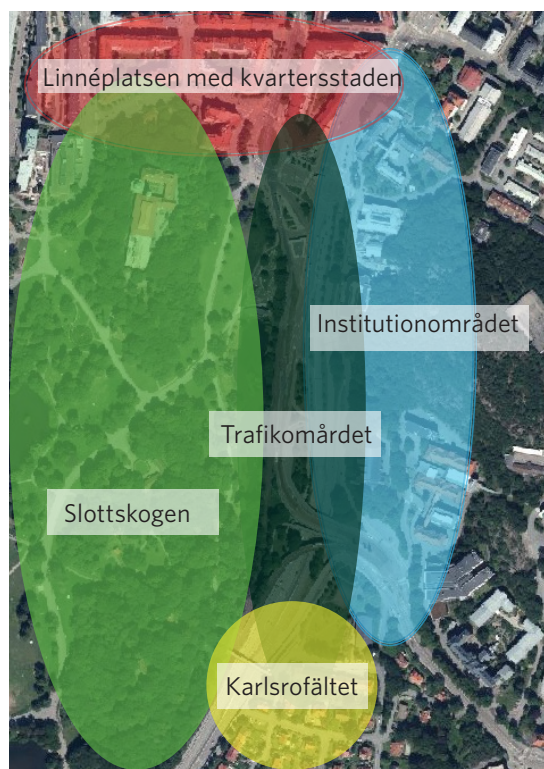 Linnéplatsen med kvartersstaden
Institutionområdet
Trafikomårdet
Slottskogen
Karlsrofältet